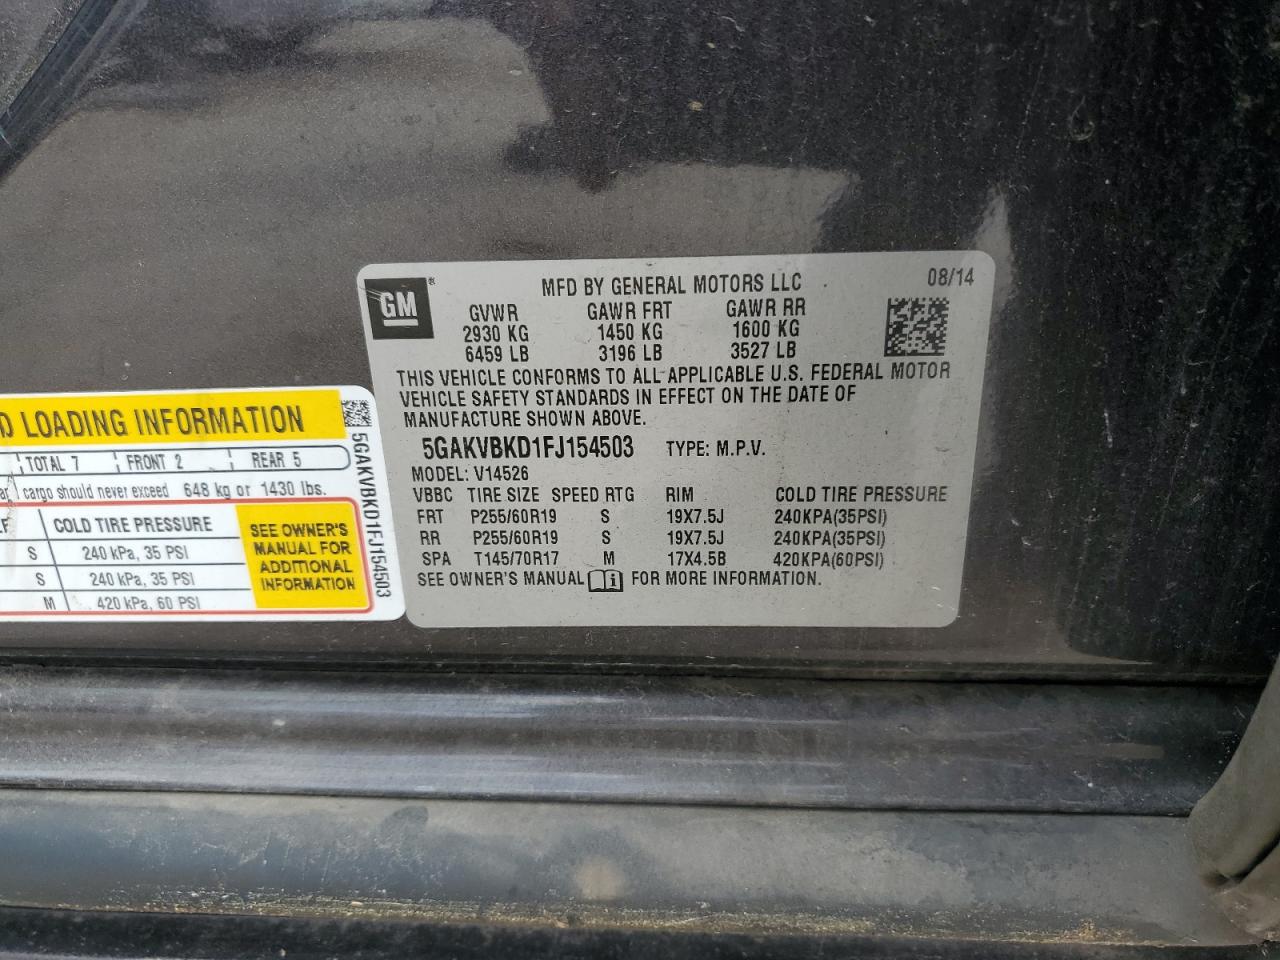 GM
MFD BY GENERAL MOTORS LLC
08/14
GVWR GAWR FRT GAWR RR
2930 KG 1450 KG 1600 KG
6459 LB 3196 LB 3527 LB
THIS VEHICLE CONFORMS TO ALL APPLICABLE U.S. FEDERAL MOTOR
VEHICLE SAFETY STANDARDS IN EFFECT ON THE DATE OF
MANUFACTURE SHOWN ABOVE.
5GAKVBKD1FJ154503 TYPE: M.P.V.
MODEL: V14526
VBBC TIRE SIZE SPEED RTG RIM COLD TIRE PRESSURE
FRT P255/60R19 S 19X7.5J 240KPA(35PSI)
RR P255/60R19 S 19X7.5J 240KPA(35PSI)
SPA T145/70R17 M 17X4.5B 420KPA(60PSI)
SEE OWNER'S MANUAL i FOR MORE INFORMATION.
LOADING INFORMATION
TOTAL 7 FRONT 2 REAR 5
cargo should never exceed 648 kg or 1430 lbs.
COLD TIRE PRESSURE
S 240 kPa, 35 PSI
S 240 kPa, 35 PSI
M 420 kPa, 60 PSI
SEE OWNER'S
MANUAL FOR
ADDITIONAL
INFORMATION
5GAKVBKD1FJ154503